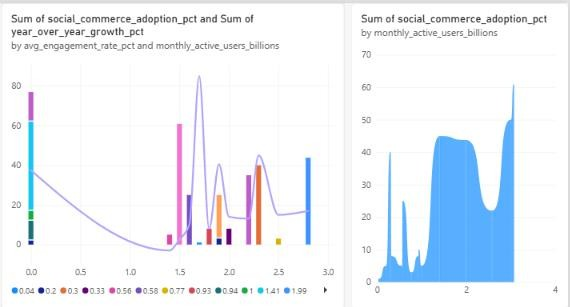 Sum of social_commerce_adoption_pct and Sum of
year_over_year_growth_pct
by avg_engagement_rate_pct and monthly_active_users_billions
80
60
40
20
0
0.0 0.5 1.0 1.5 2.0 2.5 3.0
0.04 0.2 0.3 0.33 0.56 0.58 0.77 0.93 0.94 1 1.41 1.99
Sum of social_commerce_adoption_pct
by monthly_active_users_billions
70
60
50
40
30
20
10
0
0 2 4